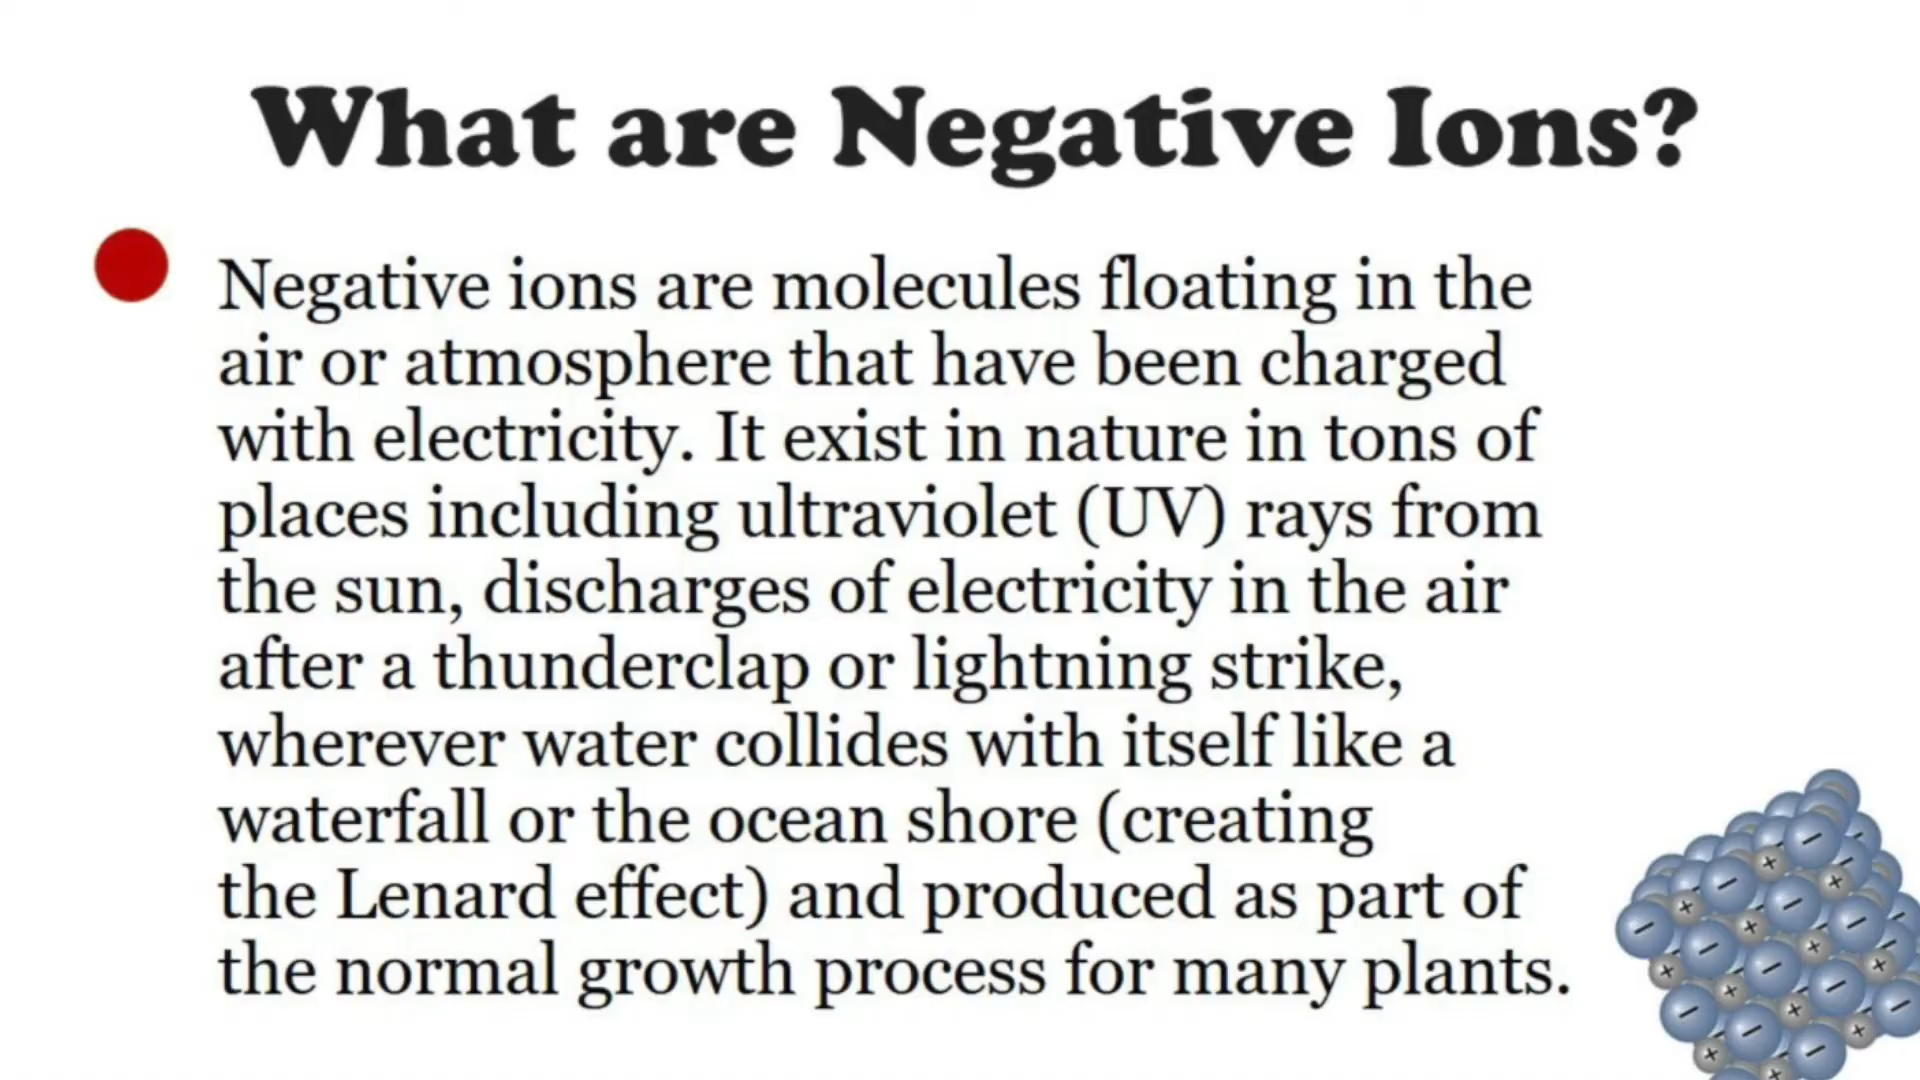 What are Negative Ions?
Negative ions are molecules floating in the
air or atmosphere that have been charged
with electricity. It exist in nature in tons of
places including ultraviolet (UV) rays from
the sun, discharges of electricity in the air
after a thunderclap or lightning strike,
wherever water collides with itself like a
waterfall or the ocean shore (creating
the Lenard effect) and produced as part of
the normal growth process for many plants.